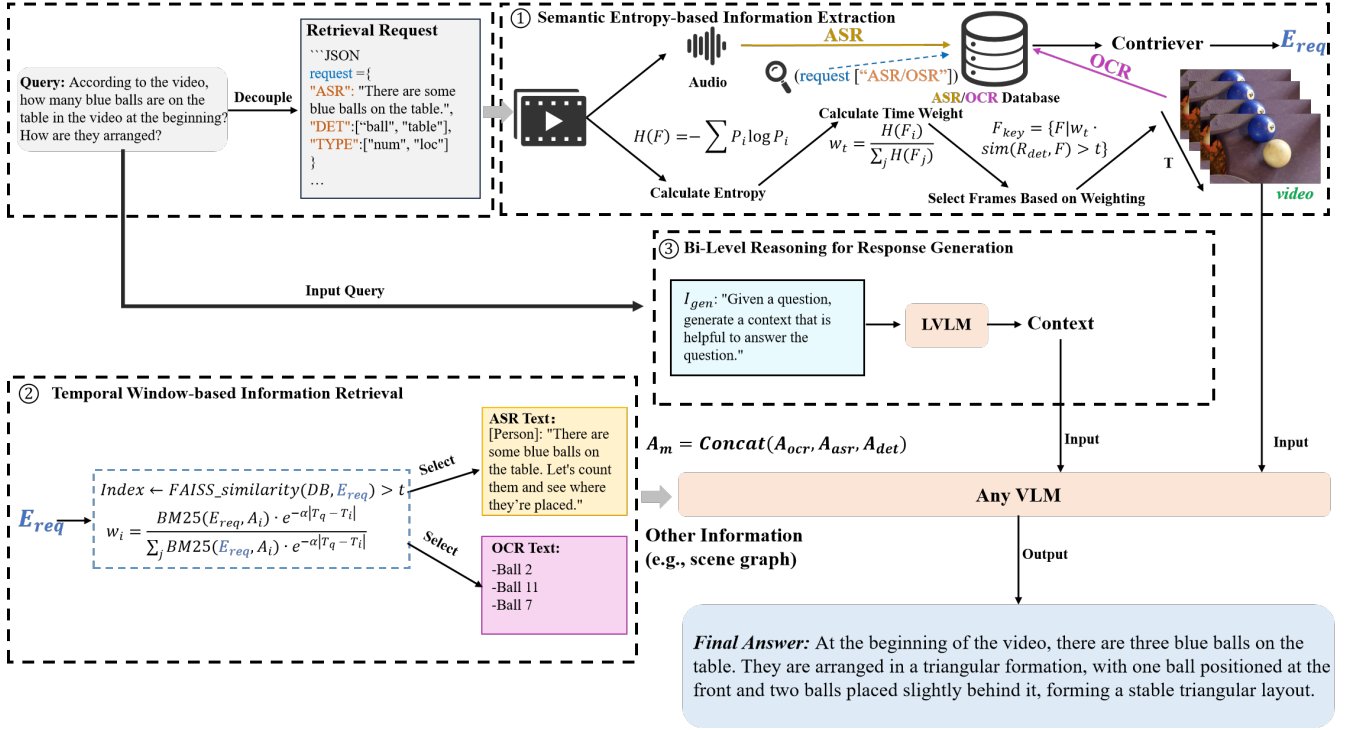 Query: According to the video,
how many blue balls are on the
table in the video at the beginning?
How are they arranged?
Decouple
Retrieval Request
```JSON
request ={
"ASR": "There are some
blue balls on the table.",
"DET":["ball", "table"],
"TYPE":["num", "loc"]
}
...
① Semantic Entropy-based Information Extraction
Audio
ASR
(request ["ASR/OSR"])
ASR/OCR Database
Contriever
E_req
OCR
H(F) = − ∑ P_i log P_i
Calculate Entropy
Calculate Time Weight
w_t = H(F_i) / ∑_j H(F_j)
F_key = {F|w_t ·
sim(R_det, F) > t}
Select Frames Based on Weighting
T
video
Input Query
③ Bi-Level Reasoning for Response Generation
I_gen: "Given a question,
generate a context that is
helpful to answer the
question."
LVLM
Context
Input
Input
② Temporal Window-based Information Retrieval
E_req
Index ← FAISS_similarity(DB, E_req) > t
w_i = BM25(E_req, A_i) · e^{−α|T_q − T_i|} / ∑_j BM25(E_req, A_i) · e^{−α|T_q − T_i|}
Select
Select
ASR Text:
[Person]: "There are
some blue balls on
the table. Let's count
them and see where
they're placed."
OCR Text:
-Ball 2
-Ball 11
-Ball 7
A_m = Concat(A_ocr, A_asr, A_det)
Any VLM
Other Information
(e.g., scene graph)
Output
Final Answer: At the beginning of the video, there are three blue balls on the
table. They are arranged in a triangular formation, with one ball positioned at the
front and two balls placed slightly behind it, forming a stable triangular layout.